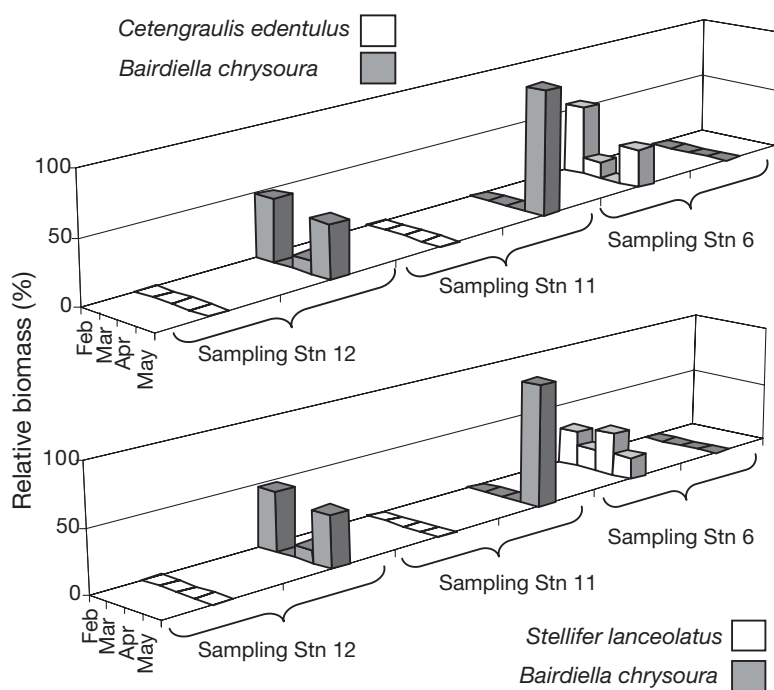 Cetengraulis edentulus
Bairdiella chrysoura
100
50
0
Feb
Mar
Apr
May
Sampling Stn 12
Sampling Stn 11
Sampling Stn 6
Relative biomass (%)
100
50
0
Feb
Mar
Apr
May
Sampling Stn 12
Sampling Stn 11
Sampling Stn 6
Stellifer lanceolatus
Bairdiella chrysoura